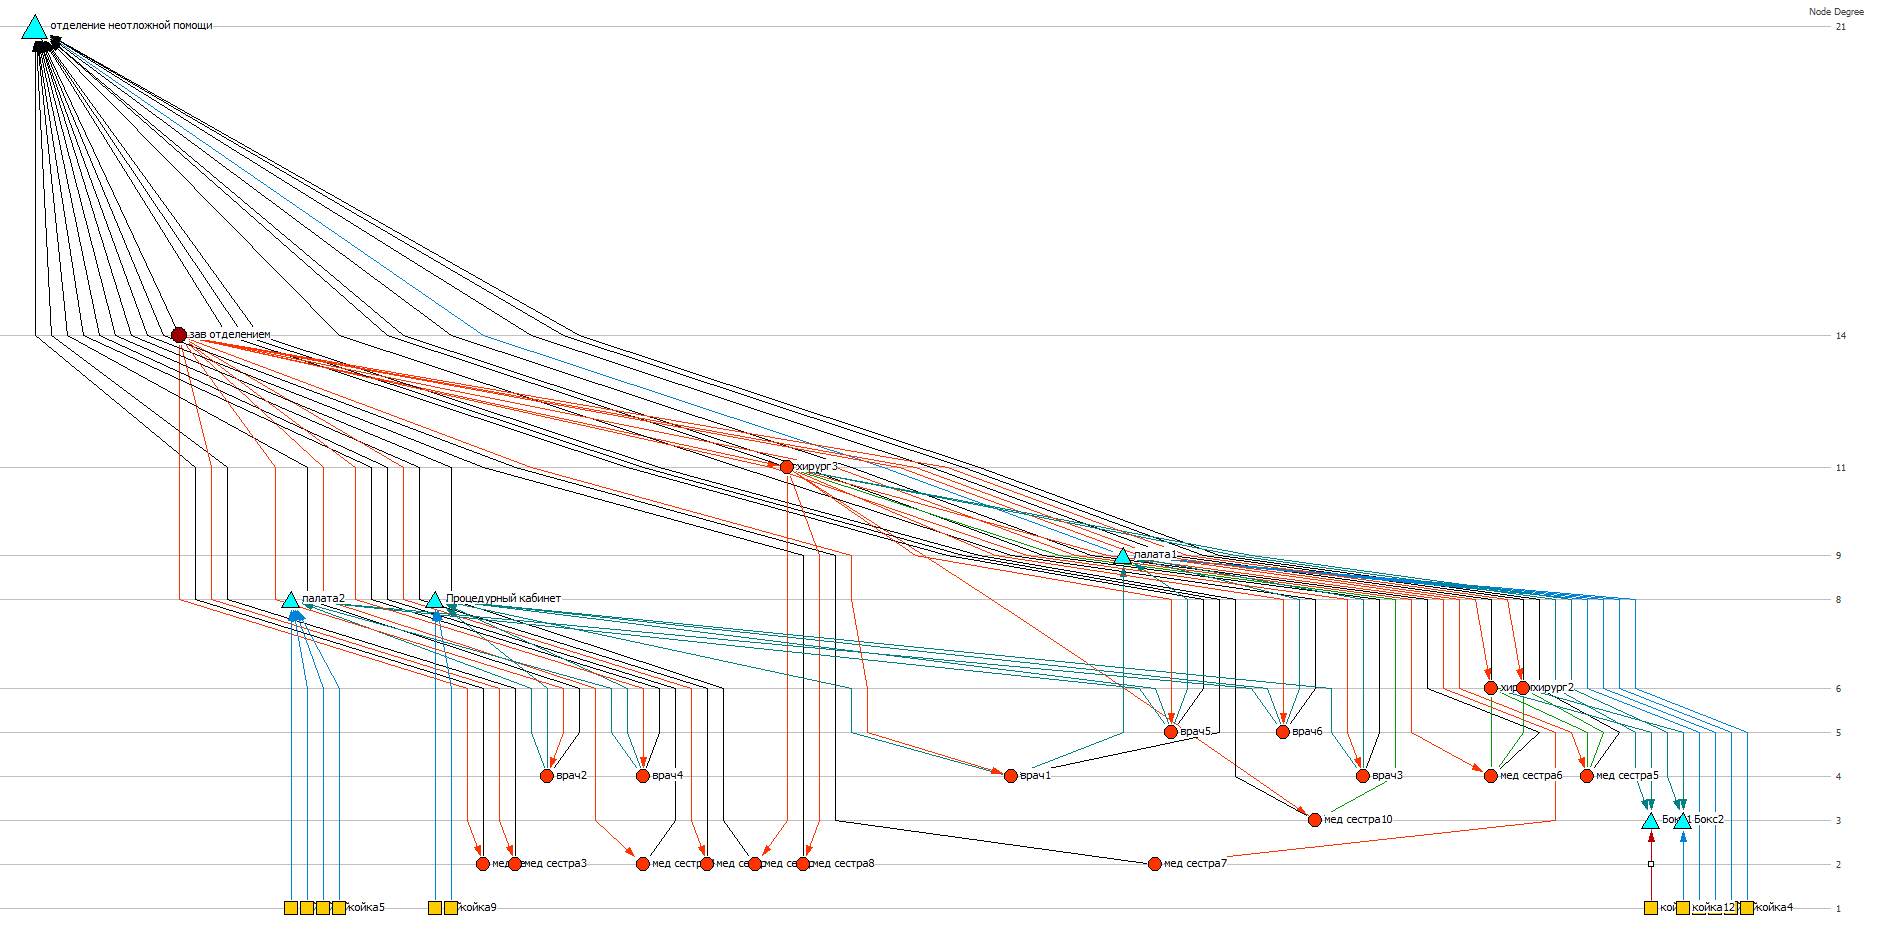 Node Degree
отделение неотложной помощи
21
зав отделением
14
хирург3
11
палата1
9
палата2
Процедурный кабинет
8
хирург2
6
врач5
врач6
5
врач2
врач4
врач1
врач3
мед сестра6
мед сестра5
4
мед сестра10
Бокс2
3
мед сестра3
мед сестра8
мед сестра7
2
койка5
койка9
койка12
койка4
1